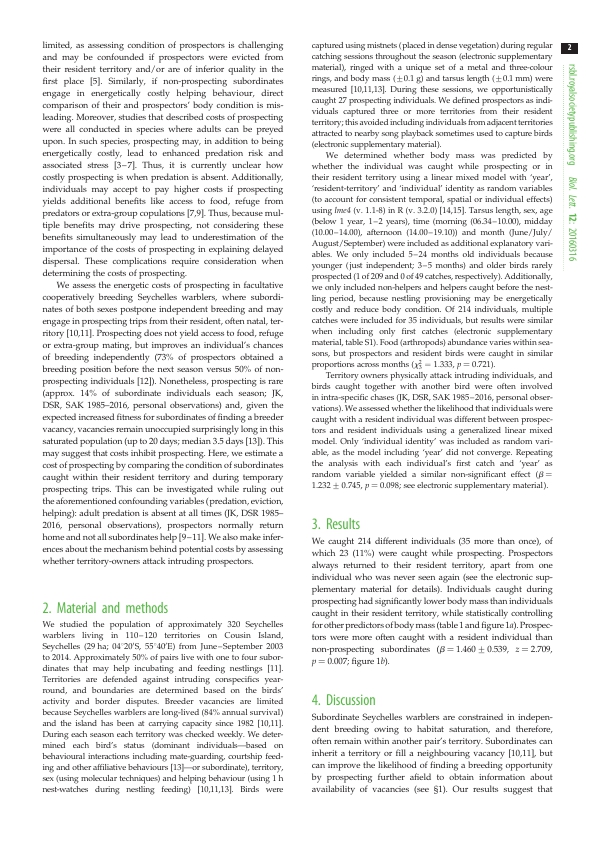 limited, as assessing condition of prospectors is challenging
and may be confounded if prospectors were evicted from
their resident territory and/or are of inferior quality in the
first place [5]. Similarly, if non-prospecting subordinates
engage in energetically costly helping behaviour, direct
comparison of their and prospectors' body condition is mis-
leading. Moreover, studies that described costs of prospecting
were all conducted in species where adults can be preyed
upon. In such species, prospecting may, in addition to being
energetically costly, lead to enhanced predation risk and
associated stress [3–7]. Thus, it is currently unclear how
costly prospecting is when predation is absent. Additionally,
individuals may accept to pay higher costs if prospecting
yields additional benefits like access to food, refuge from
predators or extra-group copulations [7,9]. Thus, because mul-
tiple benefits may drive prospecting, not considering these
benefits simultaneously may lead to underestimation of the
importance of the costs of prospecting in explaining delayed
dispersal. These complications require consideration when
determining the costs of prospecting.
We assess the energetic costs of prospecting in facultative
cooperatively breeding Seychelles warblers, where subordi-
nates of both sexes postpone independent breeding and may
engage in prospecting trips from their resident, often natal, ter-
ritory [10,11]. Prospecting does not yield access to food, refuge
or extra-group mating, but improves an individual's chances
of breeding independently (73% of prospectors obtained a
breeding position before the next season versus 50% of non-
prospecting individuals [12]). Nonetheless, prospecting is rare
(approx. 14% of subordinate individuals each season; JK,
DSR, SAK 1985–2016, personal observations) and, given the
expected increased fitness for subordinates of finding a breeder
vacancy, vacancies remain unoccupied surprisingly long in this
saturated population (up to 20 days; median 3.5 days [13]). This
may suggest that costs inhibit prospecting. Here, we estimate a
cost of prospecting by comparing the condition of subordinates
caught within their resident territory and during temporary
prospecting trips. This can be investigated while ruling out
the aforementioned confounding variables (predation, eviction,
helping): adult predation is absent at all times (JK, DSR 1985–
2016, personal observations), prospectors normally return
home and not all subordinates help [9–11]. We also make infer-
ences about the mechanism behind potential costs by assessing
whether territory-owners attack intruding prospectors.
2. Material and methods
We studied the population of approximately 320 Seychelles
warblers living in 110–120 territories on Cousin Island,
Seychelles (29 ha; 04°20′S, 55°40′E) from June–September 2003
to 2014. Approximately 50% of pairs live with one to four subor-
dinates that may help incubating and feeding nestlings [11].
Territories are defended against intruding conspecifics year-
round, and boundaries are determined based on the birds'
activity and border disputes. Breeder vacancies are limited
because Seychelles warblers are long-lived (84% annual survival)
and the island has been at carrying capacity since 1982 [10,11].
During each season each territory was checked weekly. We deter-
mined each bird's status (dominant individuals—based on
behavioural interactions including mate-guarding, courtship feed-
ing and other affiliative behaviours [13]—or subordinate), territory,
sex (using molecular techniques) and helping behaviour (using 1 h
nest-watches during nestling feeding) [10,11,13]. Birds were
captured using mistnets (placed in dense vegetation) during regular
catching sessions throughout the season (electronic supplementary
material), ringed with a unique set of a metal and three-colour
rings, and body mass (±0.1 g) and tarsus length (±0.1 mm) were
measured [10,11,13]. During these sessions, we opportunistically
caught 27 prospecting individuals. We defined prospectors as indi-
viduals captured three or more territories from their resident
territory; this avoided including individuals from adjacent territories
attracted to nearby song playback sometimes used to capture birds
(electronic supplementary material).
We determined whether body mass was predicted by
whether the individual was caught while prospecting or in
their resident territory using a linear mixed model with 'year',
'resident-territory' and 'individual' identity as random variables
(to account for consistent temporal, spatial or individual effects)
using lme4 (v. 1.1-8) in R (v. 3.2.0) [14,15]. Tarsus length, sex, age
(below 1 year, 1–2 years), time (morning (06.34–10.00), midday
(10.00–14.00), afternoon (14.00–19.10)) and month (June/July/
August/September) were included as additional explanatory vari-
ables. We only included 5–24 months old individuals because
younger (just independent; 3–5 months) and older birds rarely
prospected (1 of 209 and 0 of 49 catches, respectively). Additionally,
we only included non-helpers and helpers caught before the nest-
ling period, because nestling provisioning may be energetically
costly and reduce body condition. Of 214 individuals, multiple
catches were included for 35 individuals, but results were similar
when including only first catches (electronic supplementary
material, table S1). Food (arthropods) abundance varies within sea-
sons, but prospectors and resident birds were caught in similar
proportions across months (χ²₃ = 1.333, p = 0.721).
Territory owners physically attack intruding individuals, and
birds caught together with another bird were often involved
in intra-specific chases (JK, DSR, SAK 1985–2016, personal obser-
vations). We assessed whether the likelihood that individuals were
caught with a resident individual was different between prospec-
tors and resident individuals using a generalized linear mixed
model. Only 'individual identity' was included as random vari-
able, as the model including 'year' did not converge. Repeating
the analysis with each individual's first catch and 'year' as
random variable yielded a similar non-significant effect (β =
1.232 ± 0.745, p = 0.098; see electronic supplementary material).
3. Results
We caught 214 different individuals (35 more than once), of
which 23 (11%) were caught while prospecting. Prospectors
always returned to their resident territory, apart from one
individual who was never seen again (see the electronic sup-
plementary material for details). Individuals caught during
prospecting had significantly lower body mass than individuals
caught in their resident territory, while statistically controlling
for other predictors of body mass (table 1 and figure 1a). Prospec-
tors were more often caught with a resident individual than
non-prospecting subordinates (β = 1.460 ± 0.539, z = 2.709,
p = 0.007; figure 1b).
4. Discussion
Subordinate Seychelles warblers are constrained in indepen-
dent breeding owing to habitat saturation, and therefore,
often remain within another pair's territory. Subordinates can
inherit a territory or fill a neighbouring vacancy [10,11], but
can improve the likelihood of finding a breeding opportunity
by prospecting further afield to obtain information about
availability of vacancies (see §1). Our results suggest that
2
rsbl.royalsocietypublishing.org Biol. Lett. 12: 20160316